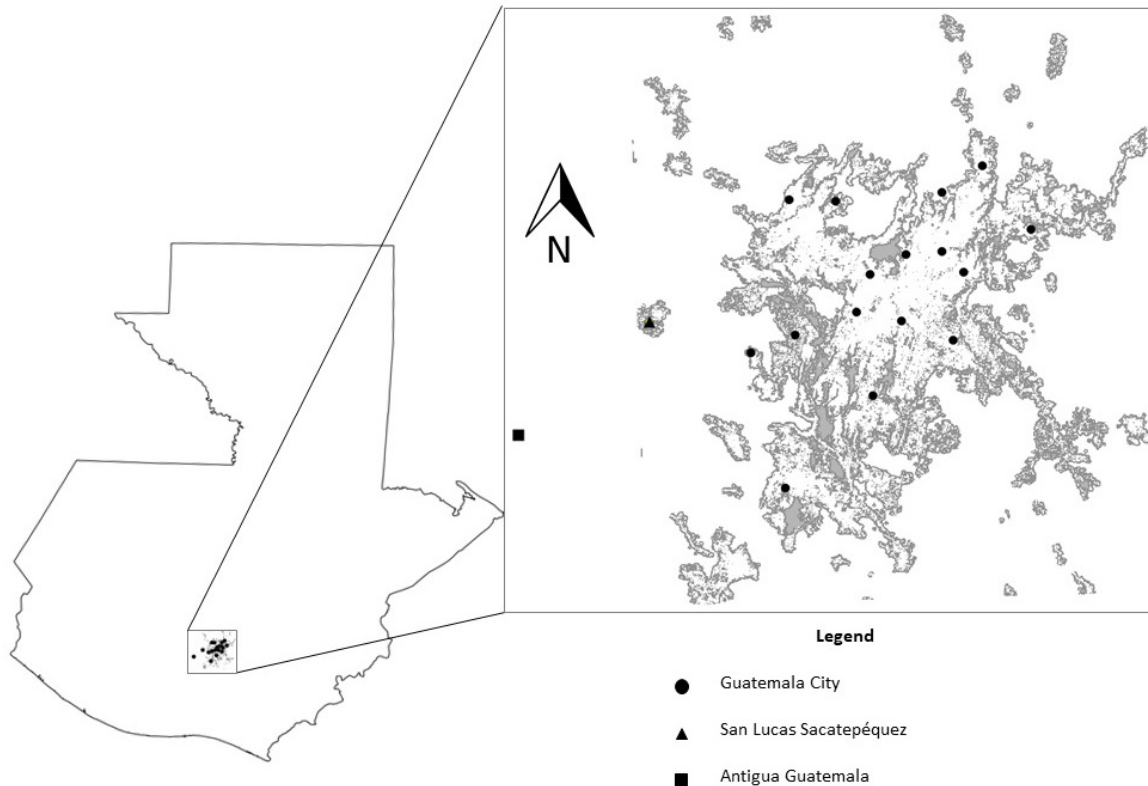 N
Legend
Guatemala City
San Lucas Sacatepéquez
Antigua Guatemala